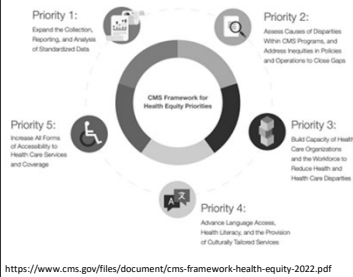 Priority 1:
Expand the Collection,
Reporting, and Analysis
of Standardized Data
Priority 2:
Assess Causes of Disparities
Within CMS Programs, and
Address Inequities in Policies
and Operations to Close Gaps
CMS Framework for
Health Equity Priorities
Priority 5:
Increase All Forms
of Accessibility to
Health Care Services
and Coverage
Priority 3:
Build Capacity of Health
Care Organizations
and the Workforce to
Reduce Health and
Health Care Disparities
Priority 4:
Advance Language Access,
Health Literacy, and the Provision
of Culturally Tailored Services
https://www.cms.gov/files/document/cms-framework-health-equity-2022.pdf